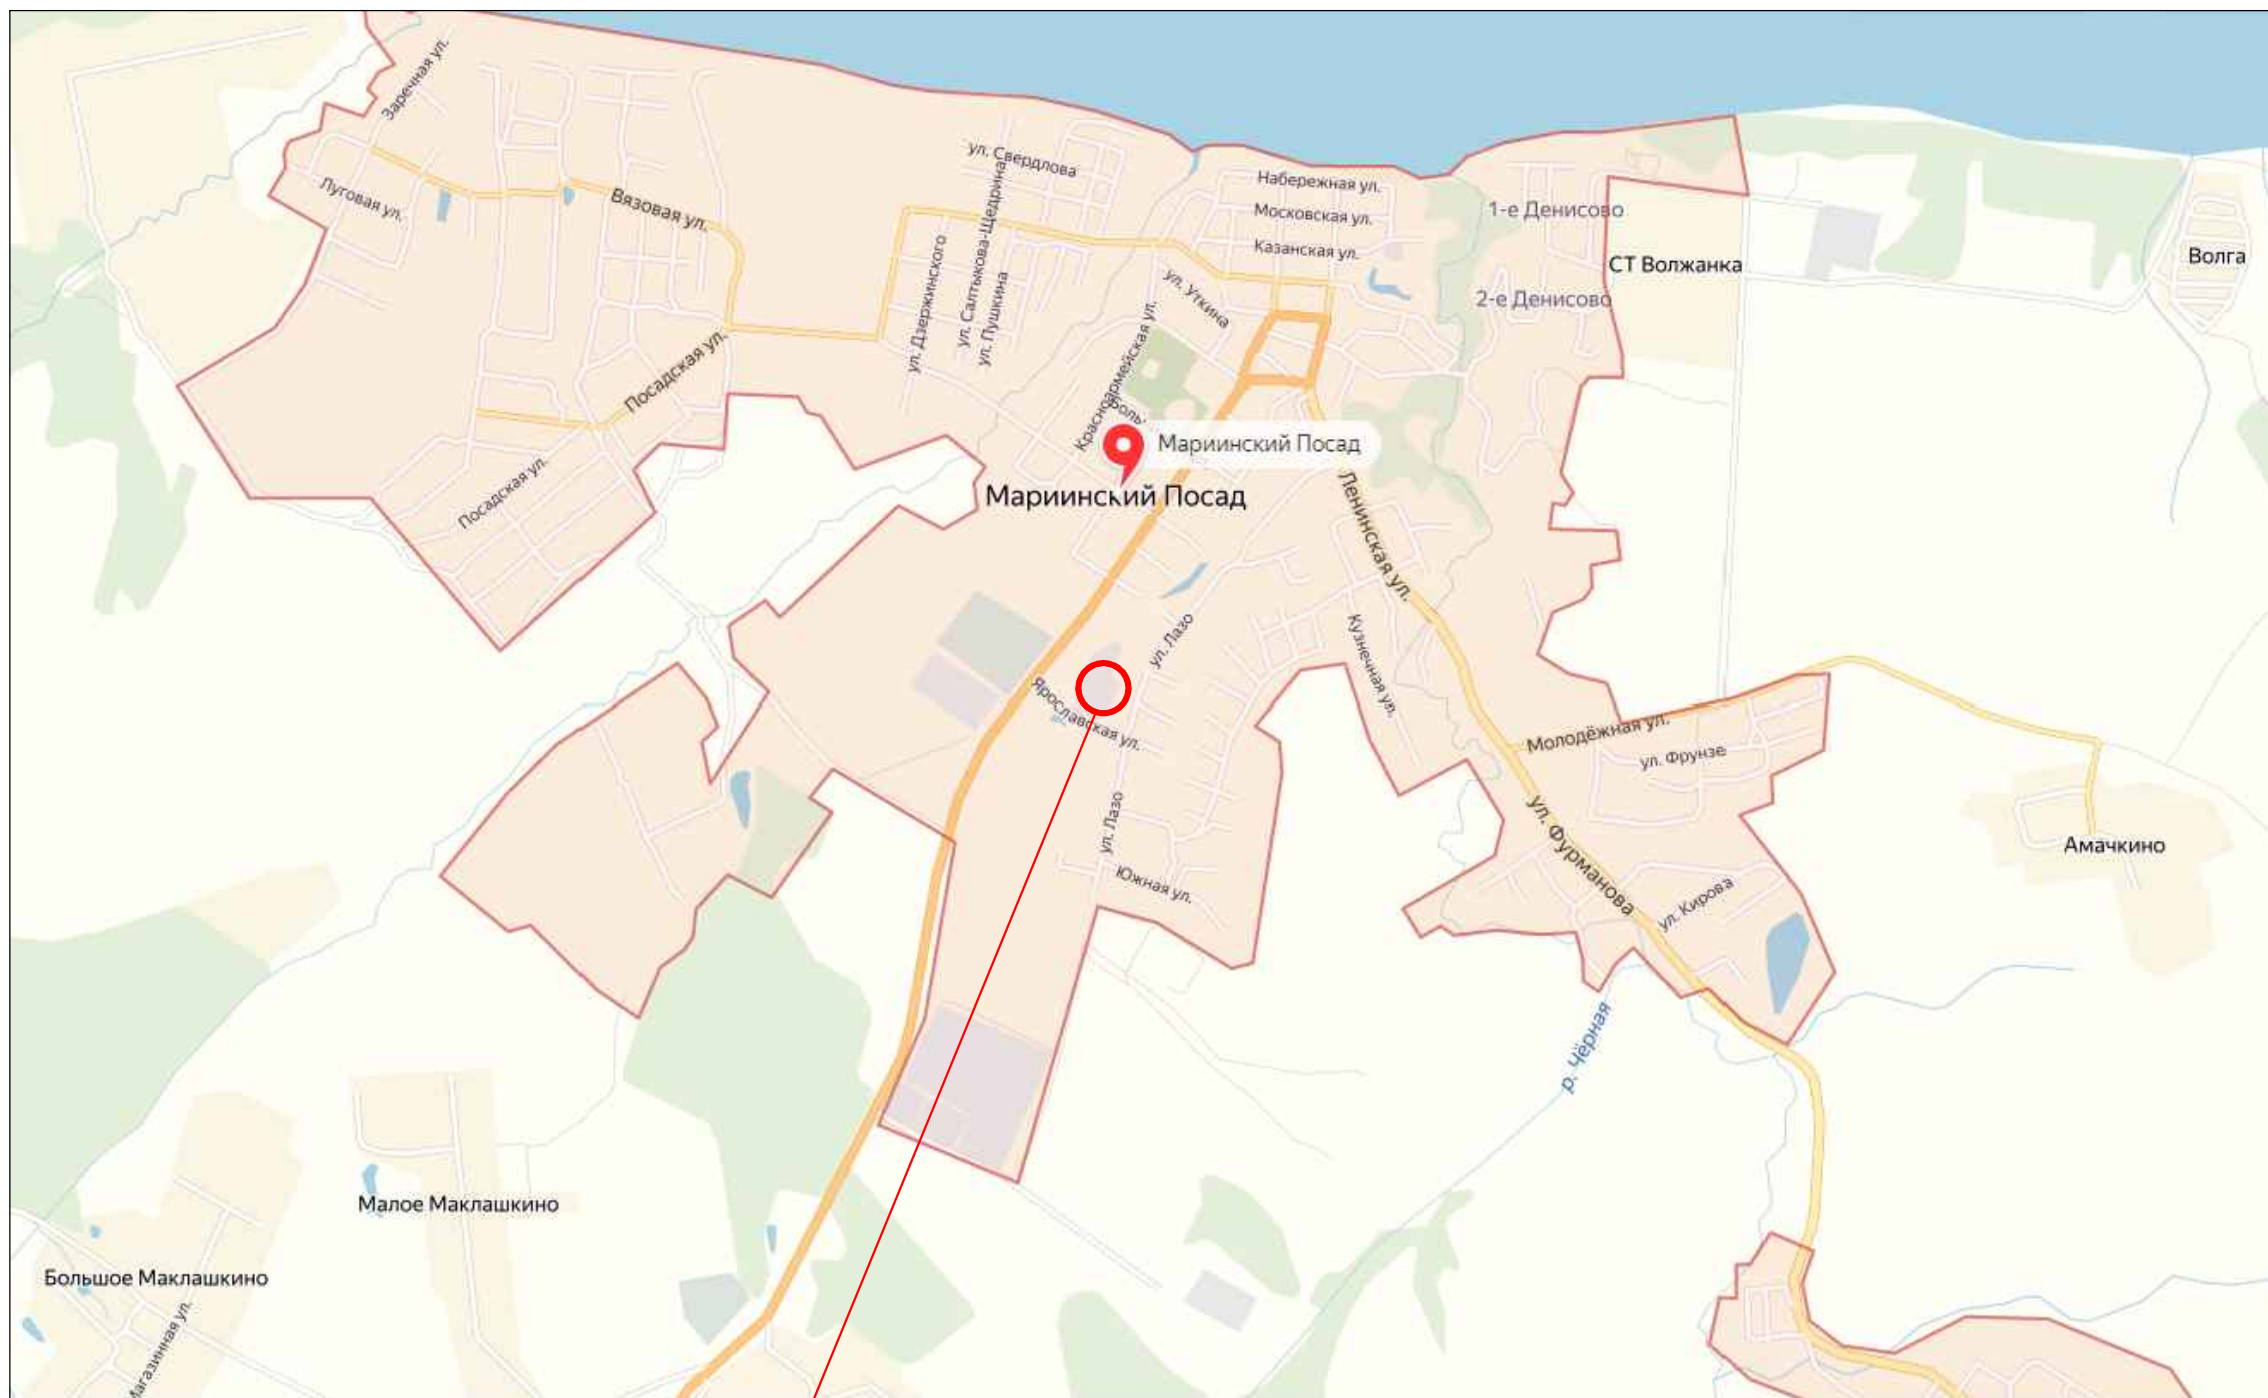 Заречная ул.
Луговая ул.
Вязовая ул.
ул. Свердлова
Набережная ул.
Московская ул.
Казанская ул.
1-е Денисово
2-е Денисово
СТ Волжанка
Волга
ул. Дзержинского
ул. Салтыкова-Щедрина
ул. Пушкина
ул. Уткина
Красноармейская ул.
Посадская ул.
Посадская ул.
Мариинский Посад
Мариинский Посад
Ленинская ул.
ул. Лазо
Кузнечная ул.
Ярославская ул.
Молодёжная ул.
ул. Фрунзе
ул. Лазо
ул. Фурманова
Амачкино
Южная ул.
ул. Кирова
р. Чёрная
Малое Маклашкино
Большое Маклашкино
Магазинная ул.